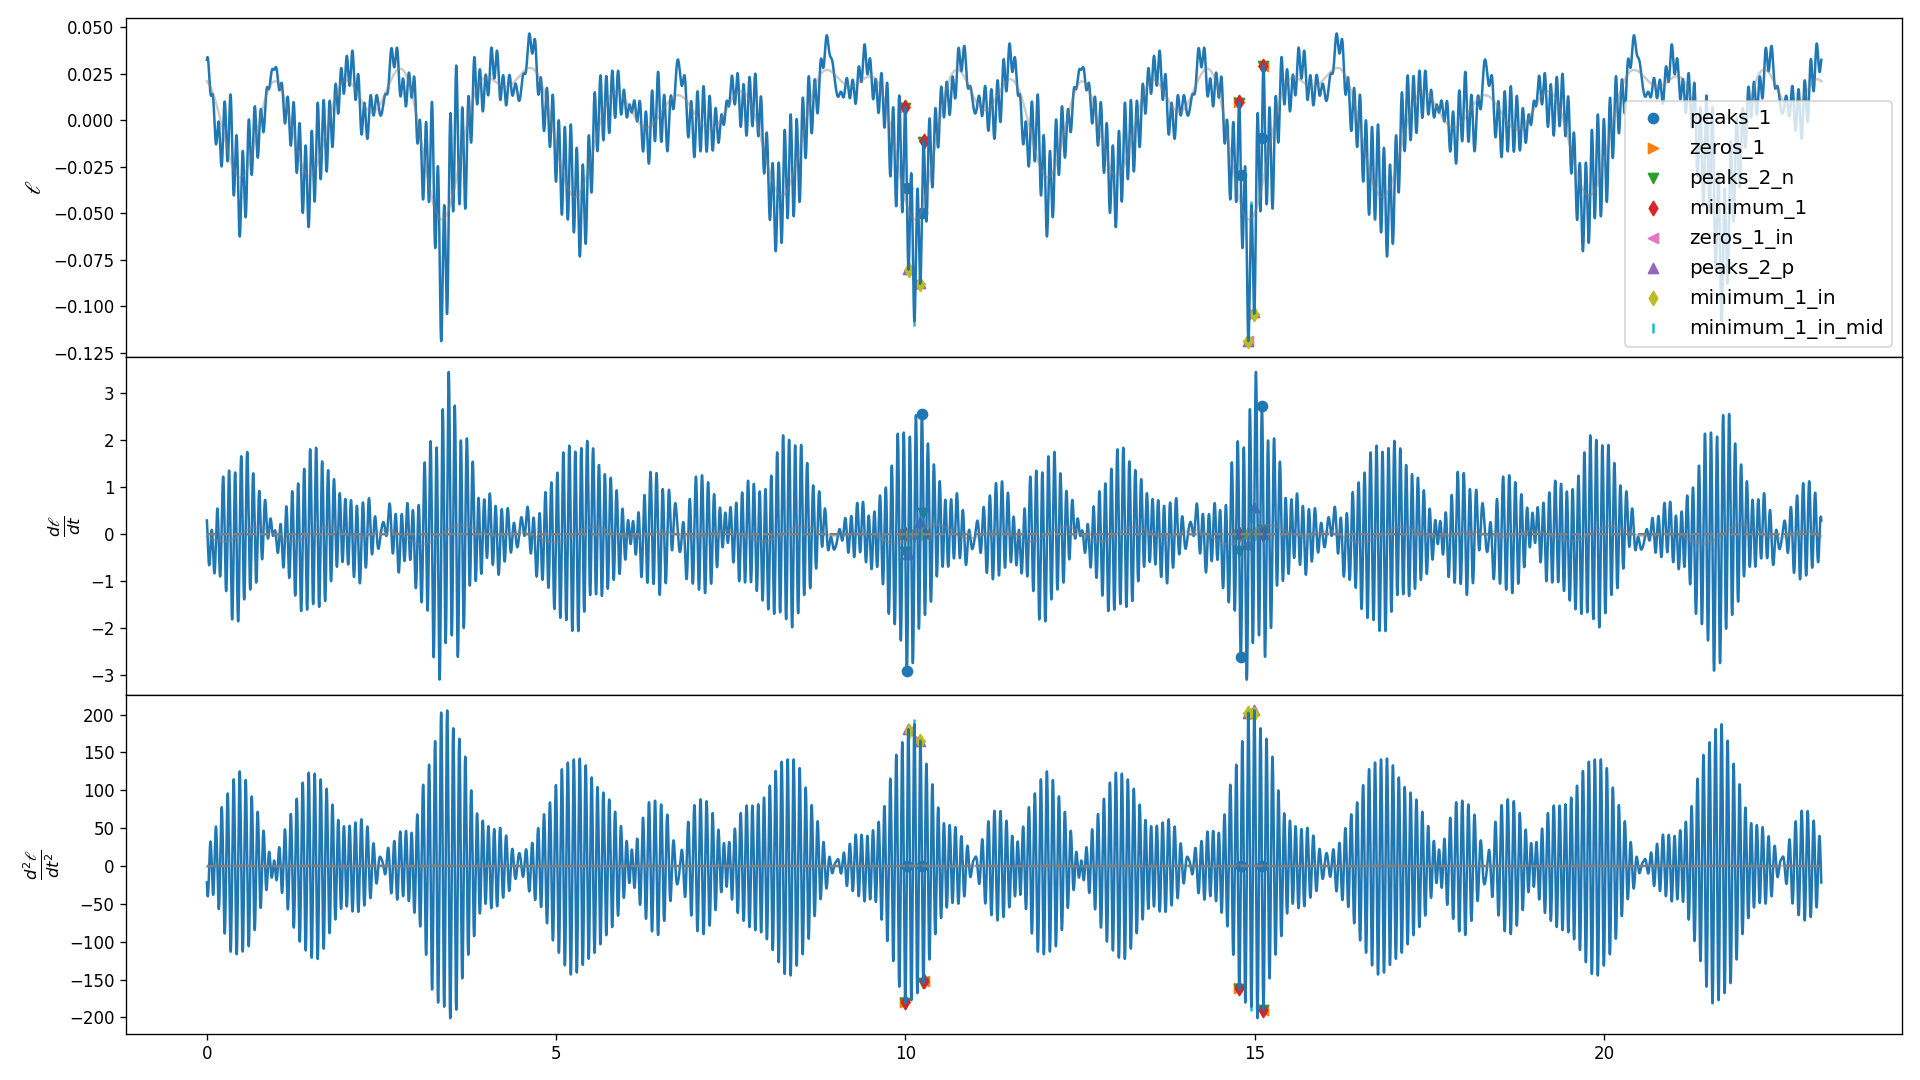 0.050
0.025
0.000
−0.025
−0.050
−0.075
−0.100
−0.125
ℓ
peaks_1
zeros_1
peaks_2_n
minimum_1
zeros_1_in
peaks_2_p
minimum_1_in
minimum_1_in_mid
3
2
1
0
−1
−2
−3
dℓ
dt
200
150
100
50
0
−50
−100
−150
−200
d²ℓ
dt²
0 5 10 15 20